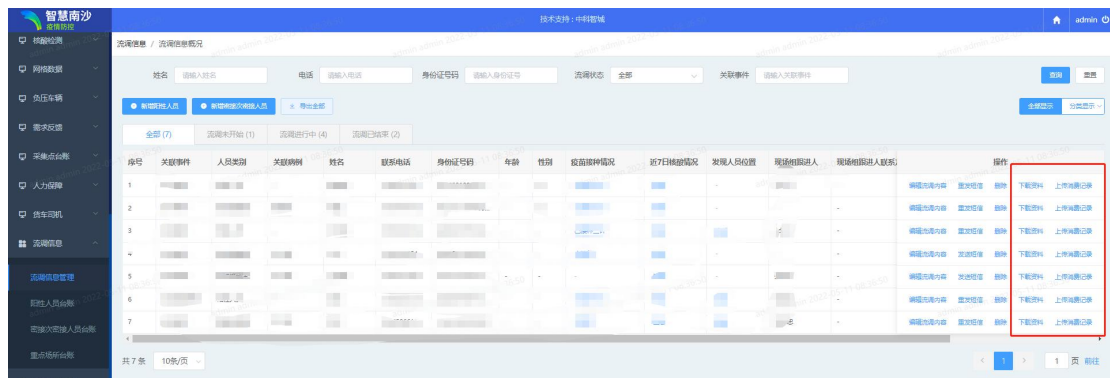 智慧南沙
疫情防控
技术支持：中科智城
admin
核酸检测
网格数据
负压车辆
需求反馈
采集点台账
人力保障
货车司机
流调信息
流调信息管理
阳性人员台账
密接次密接人员台账
重点场所台账
流调信息 / 流调信息概况
姓名 请输入姓名 电话 请输入电话 身份证号码 请输入身份证号 流调状态 全部 关联事件 请输入关联事件 查询 重置
新增阳性人员 新增密接次密接人员 导出全部 全部显示 分类显示
全部 (7) 流调未开始 (1) 流调进行中 (4) 流调已结束 (2)
序号 关联事件 人员类别 关联病例 姓名 联系电话 身份证号码 年龄 性别 疫苗接种情况 近7日核酸情况 发现人员位置 现场相跟进人 现场相跟进人联系 操作
1 - 编辑流调内容 重发短信 删除 下载资料 上传消费记录
2 - - 编辑流调内容 重发短信 删除 下载资料 上传消费记录
3 - 编辑流调内容 重发短信 删除 下载资料 上传消费记录
4 - - 编辑流调内容 发送短信 删除 下载资料 上传消费记录
5 - - - - 编辑流调内容 发送短信 删除 下载资料 上传消费记录
6 - 编辑流调内容 重发短信 删除 下载资料 上传消费记录
7 - 编辑流调内容 重发短信 删除 下载资料 上传消费记录
共 7 条 10条/页 < 1 > 1 页 前往